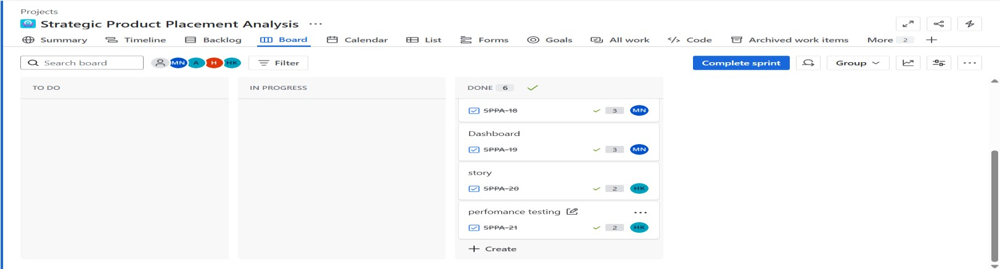 Projects
Strategic Product Placement Analysis ...
Summary Timeline Backlog Board Calendar List Forms Goals All work </> Code Archived work items More 2 +
Search board MN A H HK Filter Complete sprint Group ...
TO DO IN PROGRESS DONE 6
SPPA-18 3 MN
Dashboard
SPPA-19 3 MN
story
SPPA-20 2 HK
perfomance testing ...
SPPA-21 2 HK
+ Create